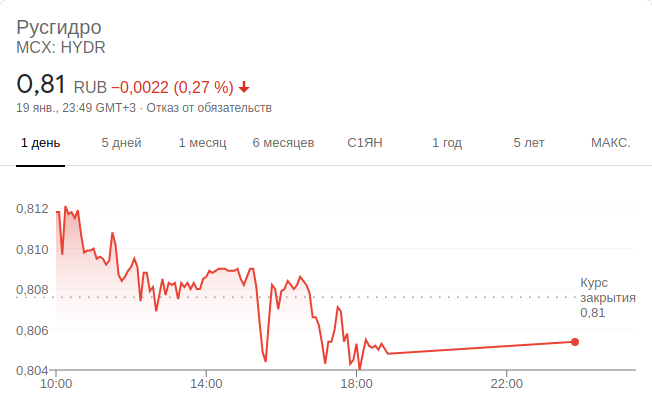 Русгидро
MCX: HYDR
0,81 RUB −0,0022 (0,27 %)
19 янв., 23:49 GMT+3 · Отказ от обязательств
1 день 5 дней 1 месяц 6 месяцев С1ЯН 1 год 5 лет МАКС.
0,812
0,810
0,808
0,806
0,804
Курс
закрытия
0,81
10:00 14:00 18:00 22:00